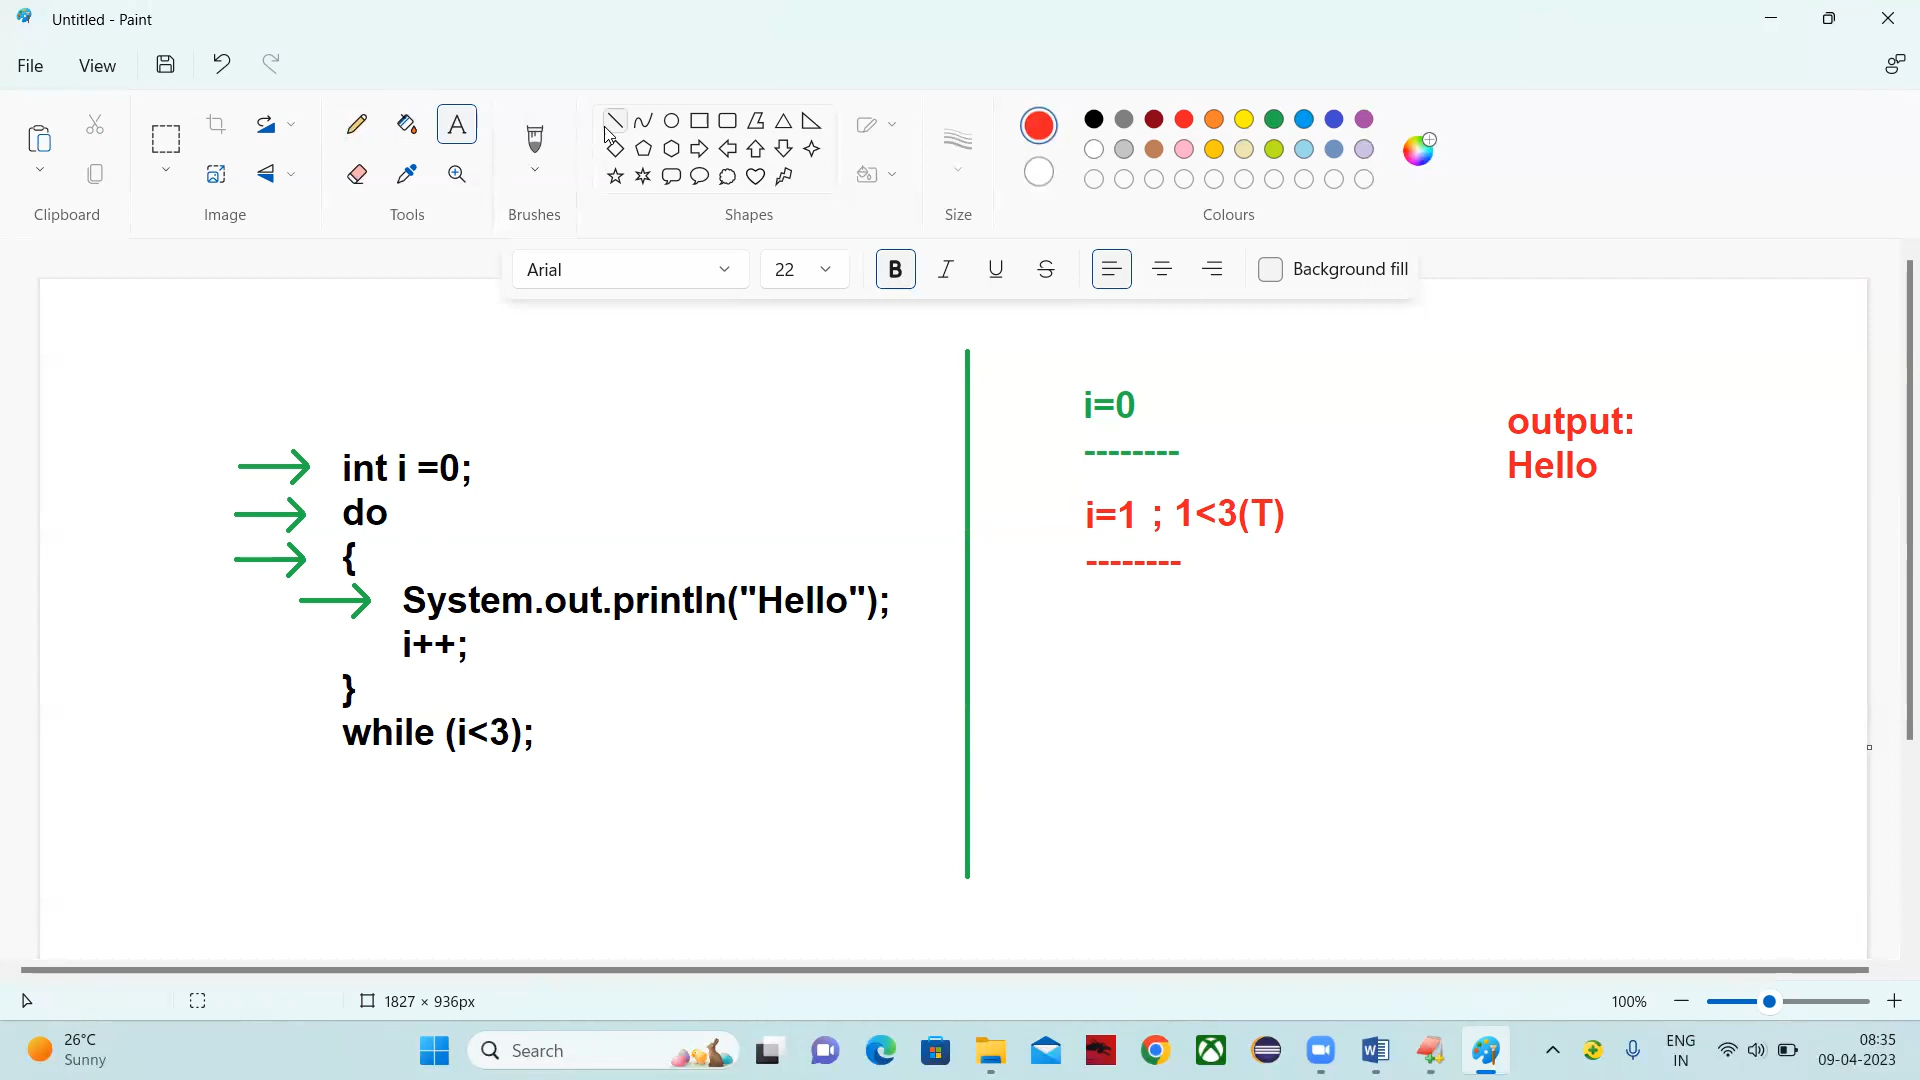 Untitled - Paint
File View
Clipboard Image Tools Brushes Shapes Size Colours
Arial 22 B I U S Background fill
int i =0;
do
{
System.out.println("Hello");
i++;
}
while (i<3);
i=0
--------
i=1 ; 1<3(T)
--------
output:
Hello
1827 × 936px
100%
26°C
Sunny
Search
ENG
IN
08:35
09-04-2023